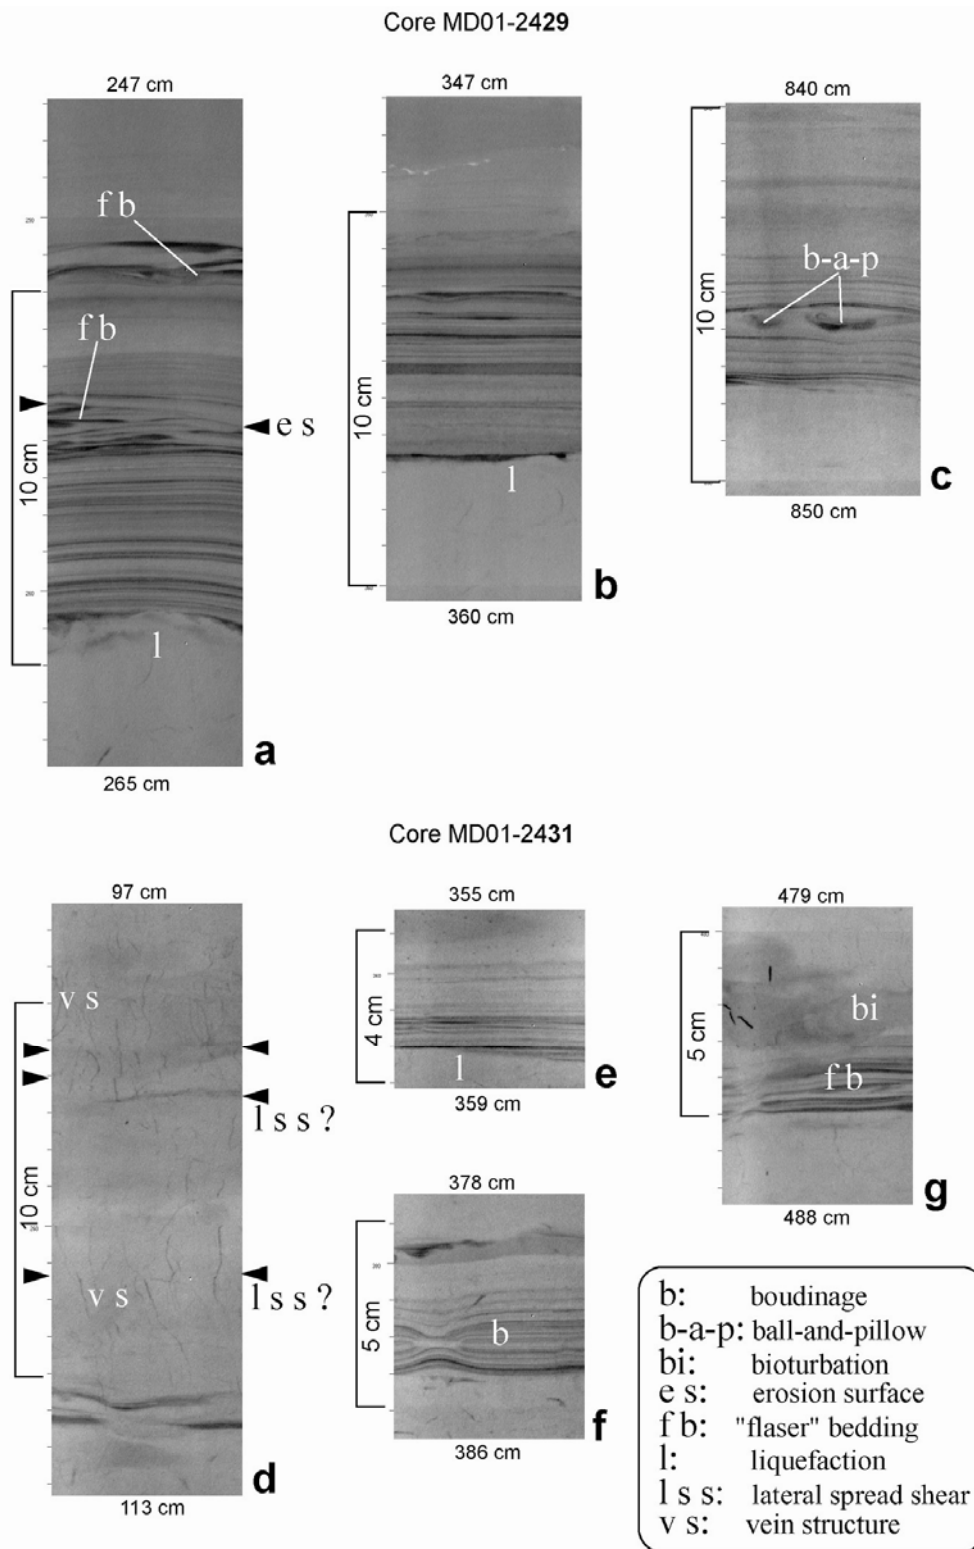 Core MD01-2429
247 cm
f b
f b
e s
10 cm
l
a
265 cm
347 cm
10 cm
l
b
360 cm
840 cm
b-a-p
10 cm
c
850 cm
Core MD01-2431
97 cm
v s
l s s ?
10 cm
v s
l s s ?
d
113 cm
355 cm
4 cm
l
e
359 cm
378 cm
5 cm
b
f
386 cm
479 cm
bi
5 cm
f b
g
488 cm
b: boudinage
b-a-p: ball-and-pillow
bi: bioturbation
e s: erosion surface
f b: "flaser" bedding
l: liquefaction
l s s: lateral spread shear
v s: vein structure